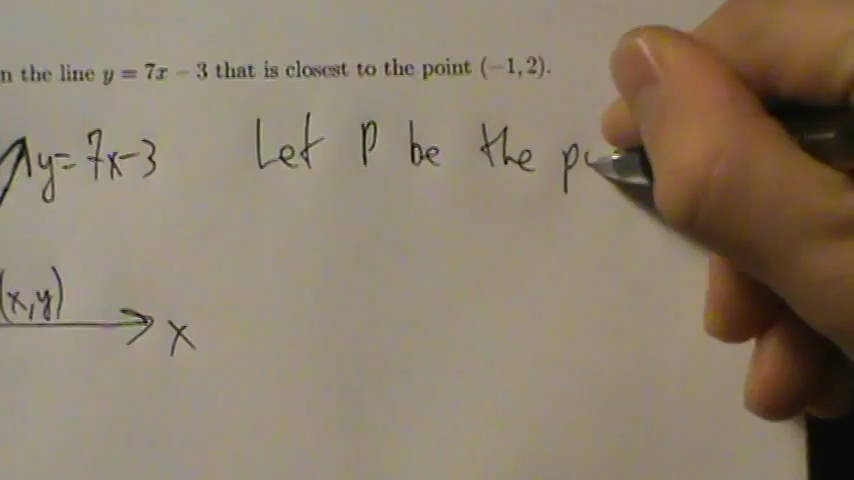 n the line y = 7x − 3 that is closest to the point (−1, 2).
y=7x-3
Let P be the
(x,y)
x